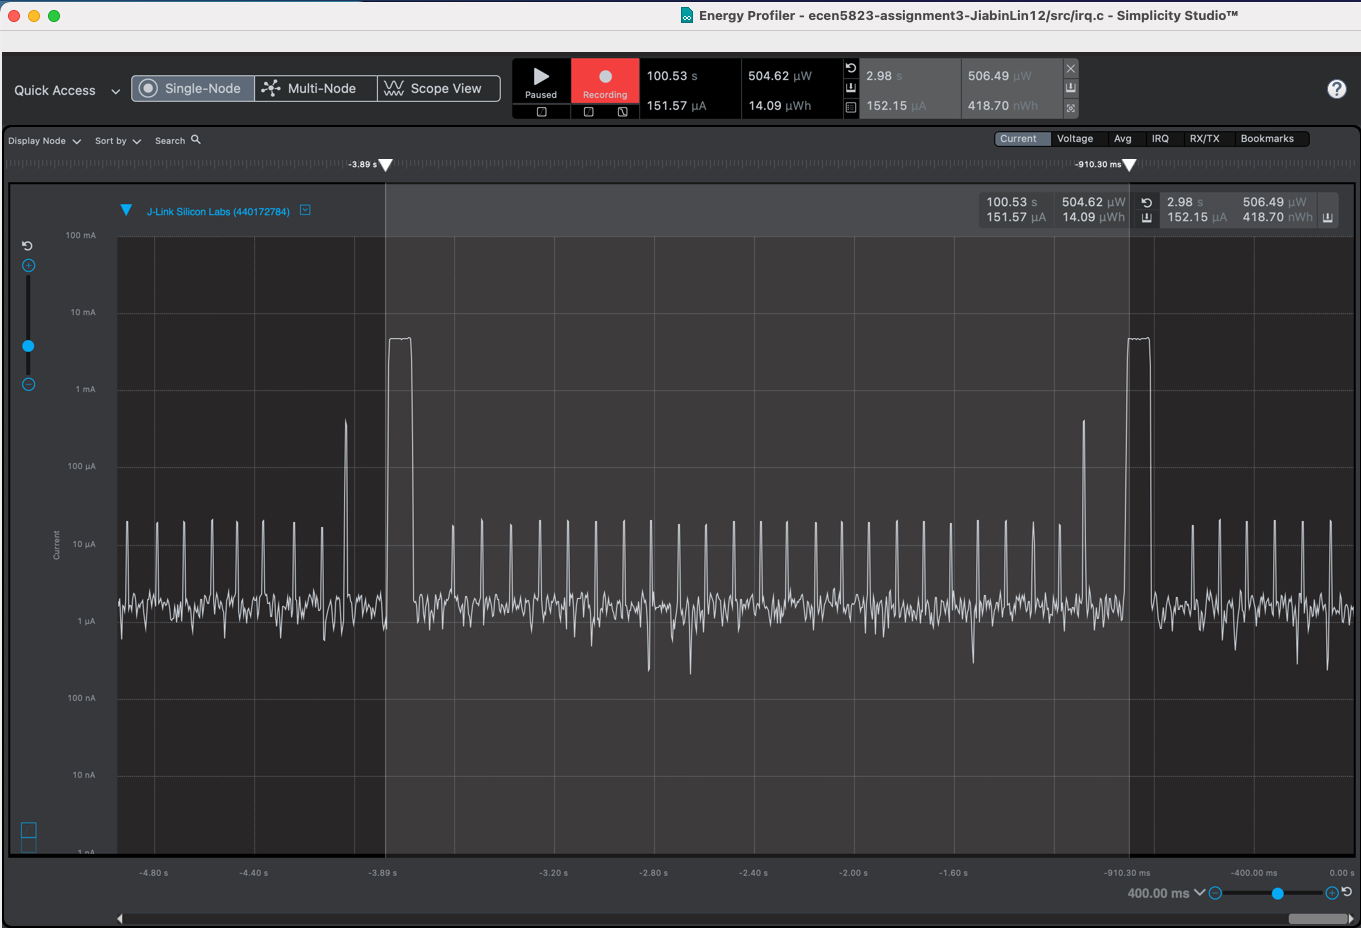 Energy Profiler - ecen5823-assignment3-JiabinLin12/src/irq.c - Simplicity Studio™
Quick Access
Single-Node
Multi-Node
Scope View
Paused
Recording
100.53 s
151.57 µA
504.62 µW
14.09 µWh
2.98 s
152.15 µA
506.49 µW
418.70 nWh
?
Display Node
Sort by
Search
Current
Voltage
Avg
IRQ
RX/TX
Bookmarks
-3.89 s
-910.30 ms
J-Link Silicon Labs (440172784)
100.53 s 504.62 µW
151.57 µA 14.09 µWh
2.98 s 506.49 µW
152.15 µA 418.70 nWh
100 mA
10 mA
1 mA
100 µA
10 µA
1 µA
100 nA
10 nA
1 nA
Current
-4.80 s -4.40 s -3.89 s -3.20 s -2.80 s -2.40 s -2.00 s -1.60 s -910.30 ms -400.00 ms 0.00 s
400.00 ms